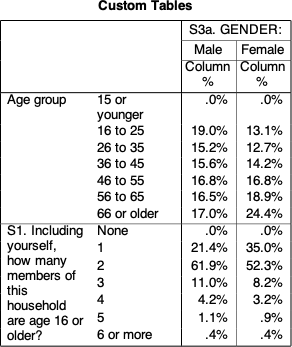 Custom Tables
S3a. GENDER:
Male Female
Column Column
% %
Age group 15 or younger .0% .0%
16 to 25 19.0% 13.1%
26 to 35 15.2% 12.7%
36 to 45 15.6% 14.2%
46 to 55 16.8% 16.8%
56 to 65 16.5% 18.9%
66 or older 17.0% 24.4%
S1. Including None .0% .0%
yourself, 1 21.4% 35.0%
how many 2 61.9% 52.3%
members of
this 3 11.0% 8.2%
household 4 4.2% 3.2%
are age 16 or 5 1.1% .9%
older? 6 or more .4% .4%